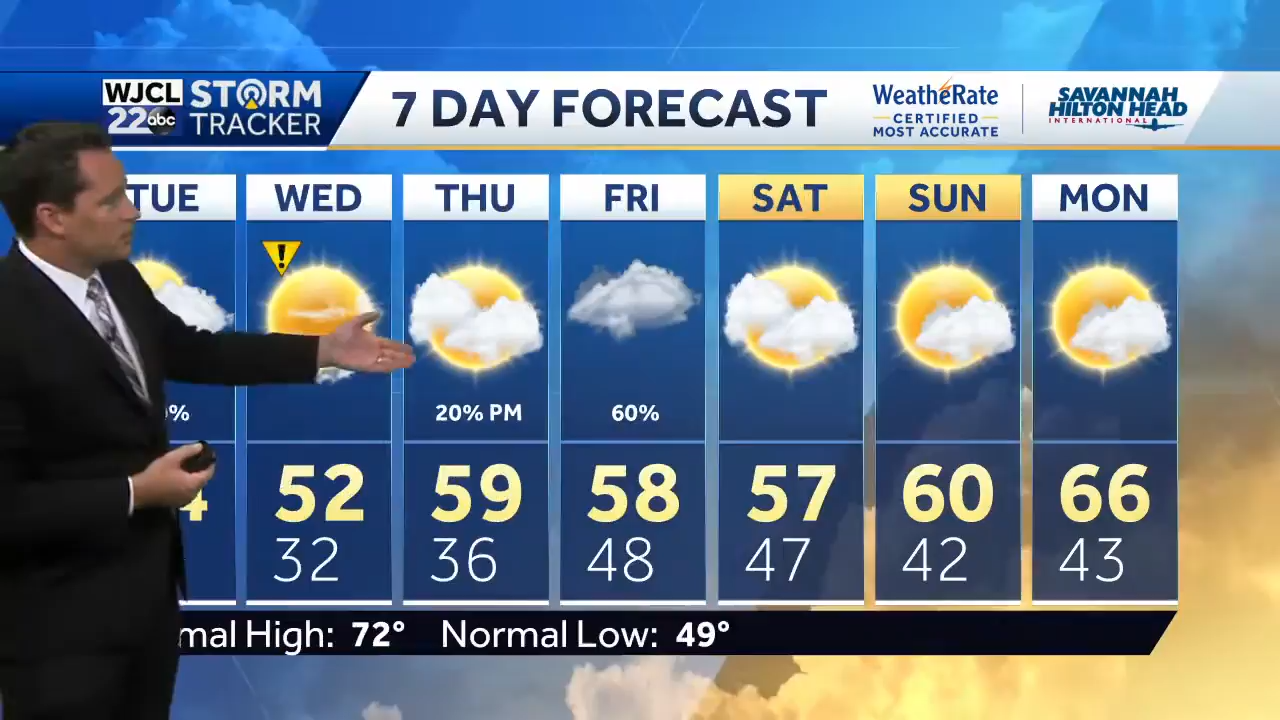 WJCL
22 abc
STORM
TRACKER
7 DAY FORECAST
WeatheRate
CERTIFIED
MOST ACCURATE
SAVANNAH
HILTON HEAD
INTERNATIONAL
TUE WED THU FRI SAT SUN MON
!
% 20% PM 60%
4 52 59 58 57 60 66
32 36 48 47 42 43
mal High: 72° Normal Low: 49°